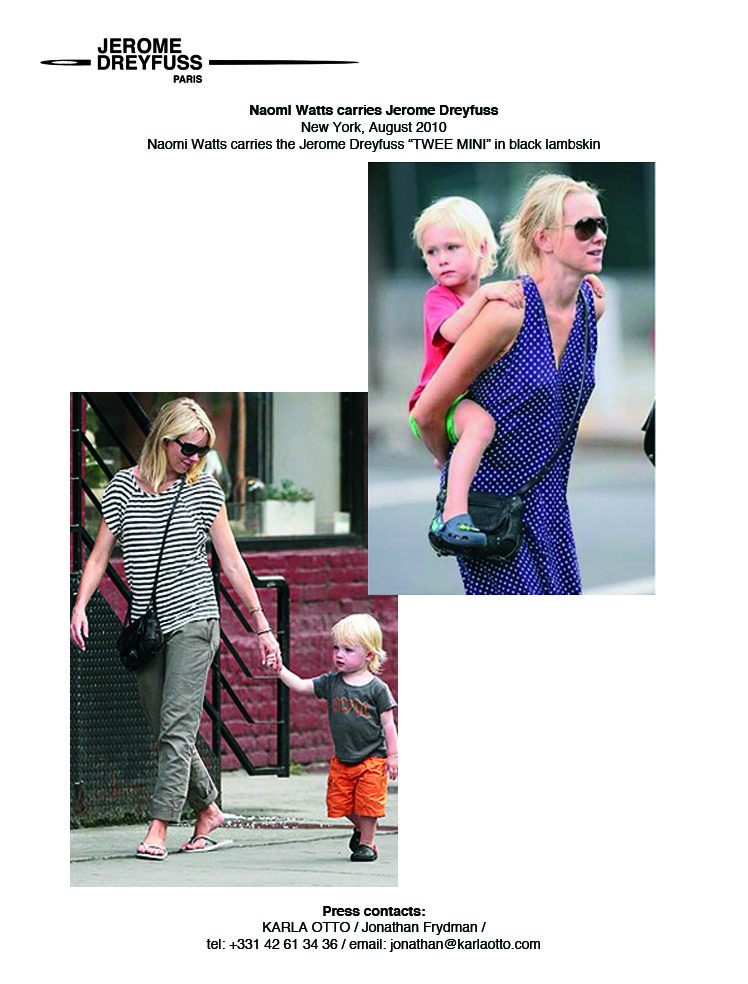 JEROME
DREYFUSS
PARIS
Naomi Watts carries Jerome Dreyfuss
New York, August 2010
Naomi Watts carries the Jerome Dreyfuss “TWEE MINI” in black lambskin
AC/DC
Press contacts:
KARLA OTTO / Jonathan Frydman /
tel: +331 42 61 34 36 / email: jonathan@karlaotto.com